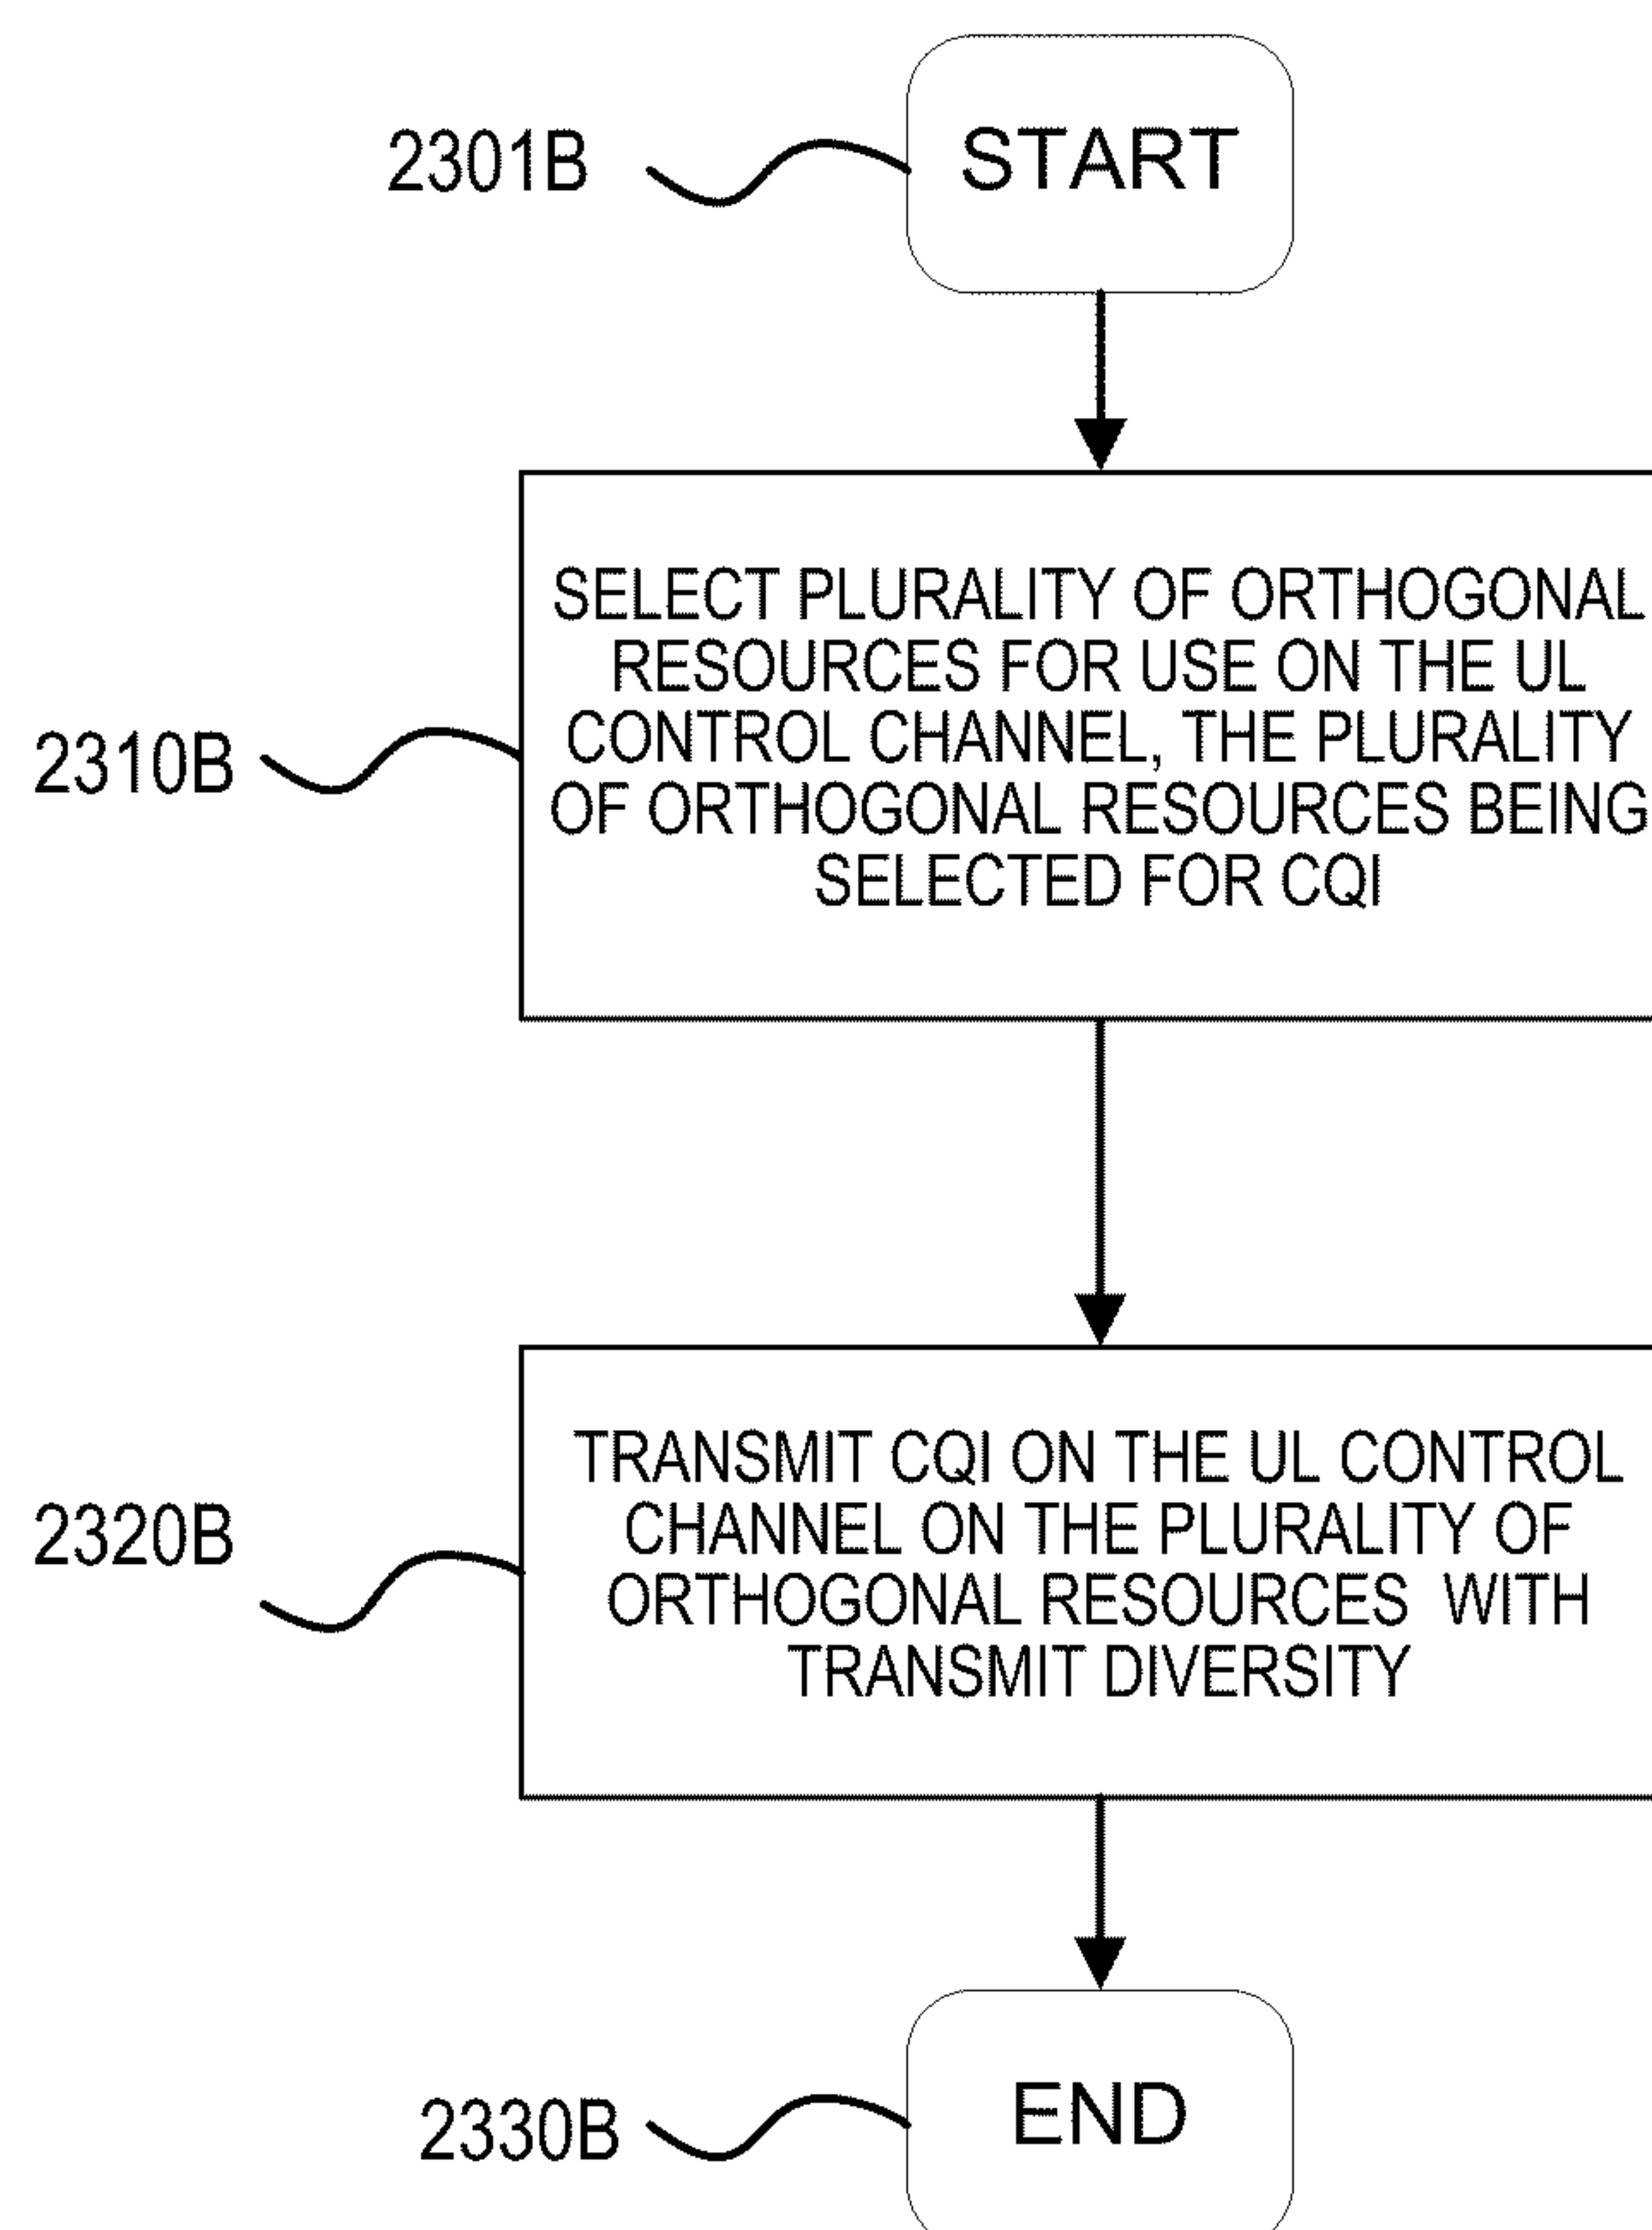 2301B
START
2310B
SELECT PLURALITY OF ORTHOGONAL
RESOURCES FOR USE ON THE UL
CONTROL CHANNEL, THE PLURALITY
OF ORTHOGONAL RESOURCES BEING
SELECTED FOR CQI
2320B
TRANSMIT CQI ON THE UL CONTROL
CHANNEL ON THE PLURALITY OF
ORTHOGONAL RESOURCES WITH
TRANSMIT DIVERSITY
2330B
END